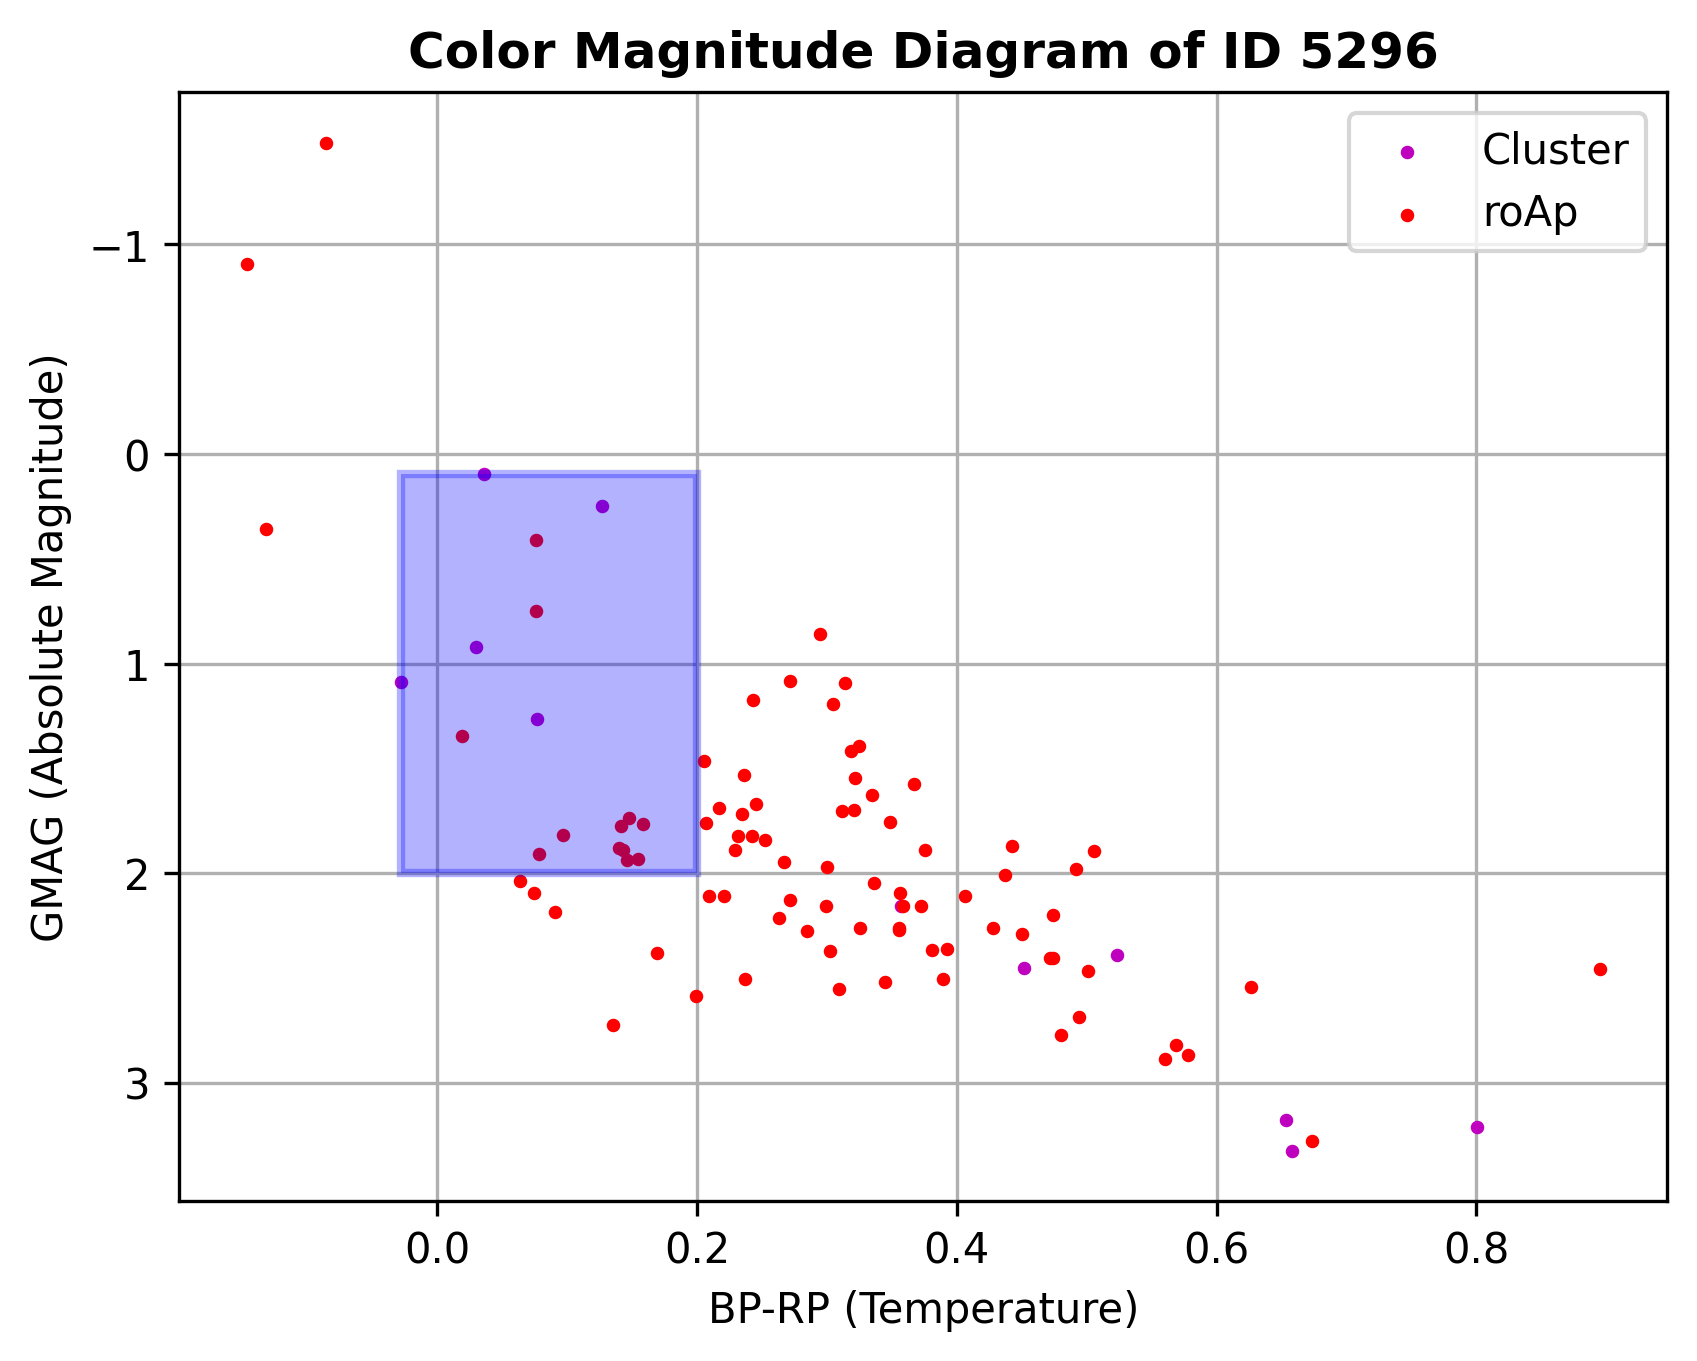 Color Magnitude Diagram of ID 5296
Cluster
roAp
−1
0
1
2
3
GMAG (Absolute Magnitude)
0.0 0.2 0.4 0.6 0.8
BP-RP (Temperature)